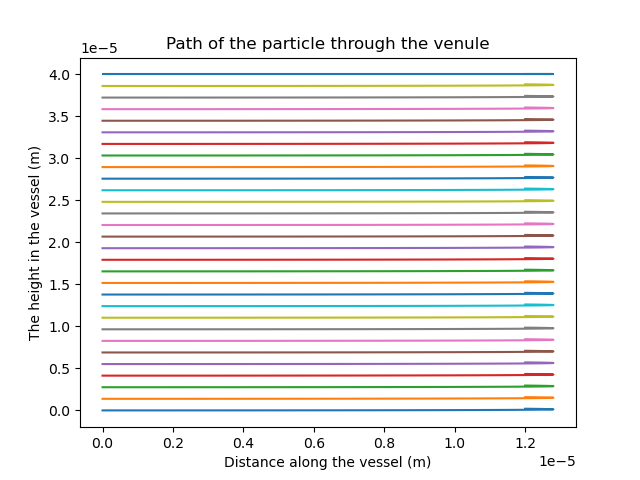 Path of the particle through the venule
1e−5
4.0
3.5
3.0
2.5
2.0
1.5
1.0
0.5
0.0
The height in the vessel (m)
0.0 0.2 0.4 0.6 0.8 1.0 1.2
1e−5
Distance along the vessel (m)